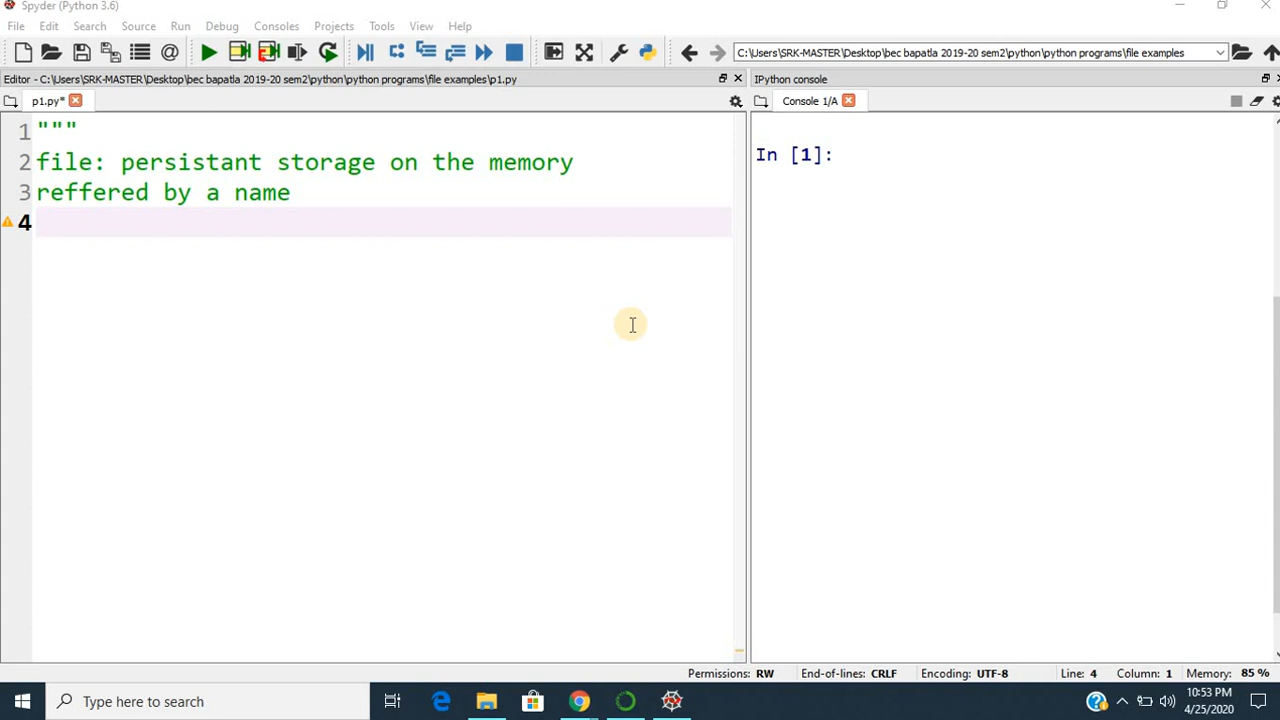 Spyder (Python 3.6)
File Edit Search Source Run Debug Consoles Projects Tools View Help
C:\Users\SRK-MASTER\Desktop\bec bapatla 2019-20 sem2\python\python programs\file examples
Editor - C:\Users\SRK-MASTER\Desktop\bec bapatla 2019-20 sem2\python\python programs\file examples\p1.py
IPython console
p1.py*
Console 1/A
1 """
2 file: persistant storage on the memory
3 reffered by a name
4
In [1]:
Permissions: RW End-of-lines: CRLF Encoding: UTF-8 Line: 4 Column: 1 Memory: 85 %
Type here to search
10:53 PM
4/25/2020